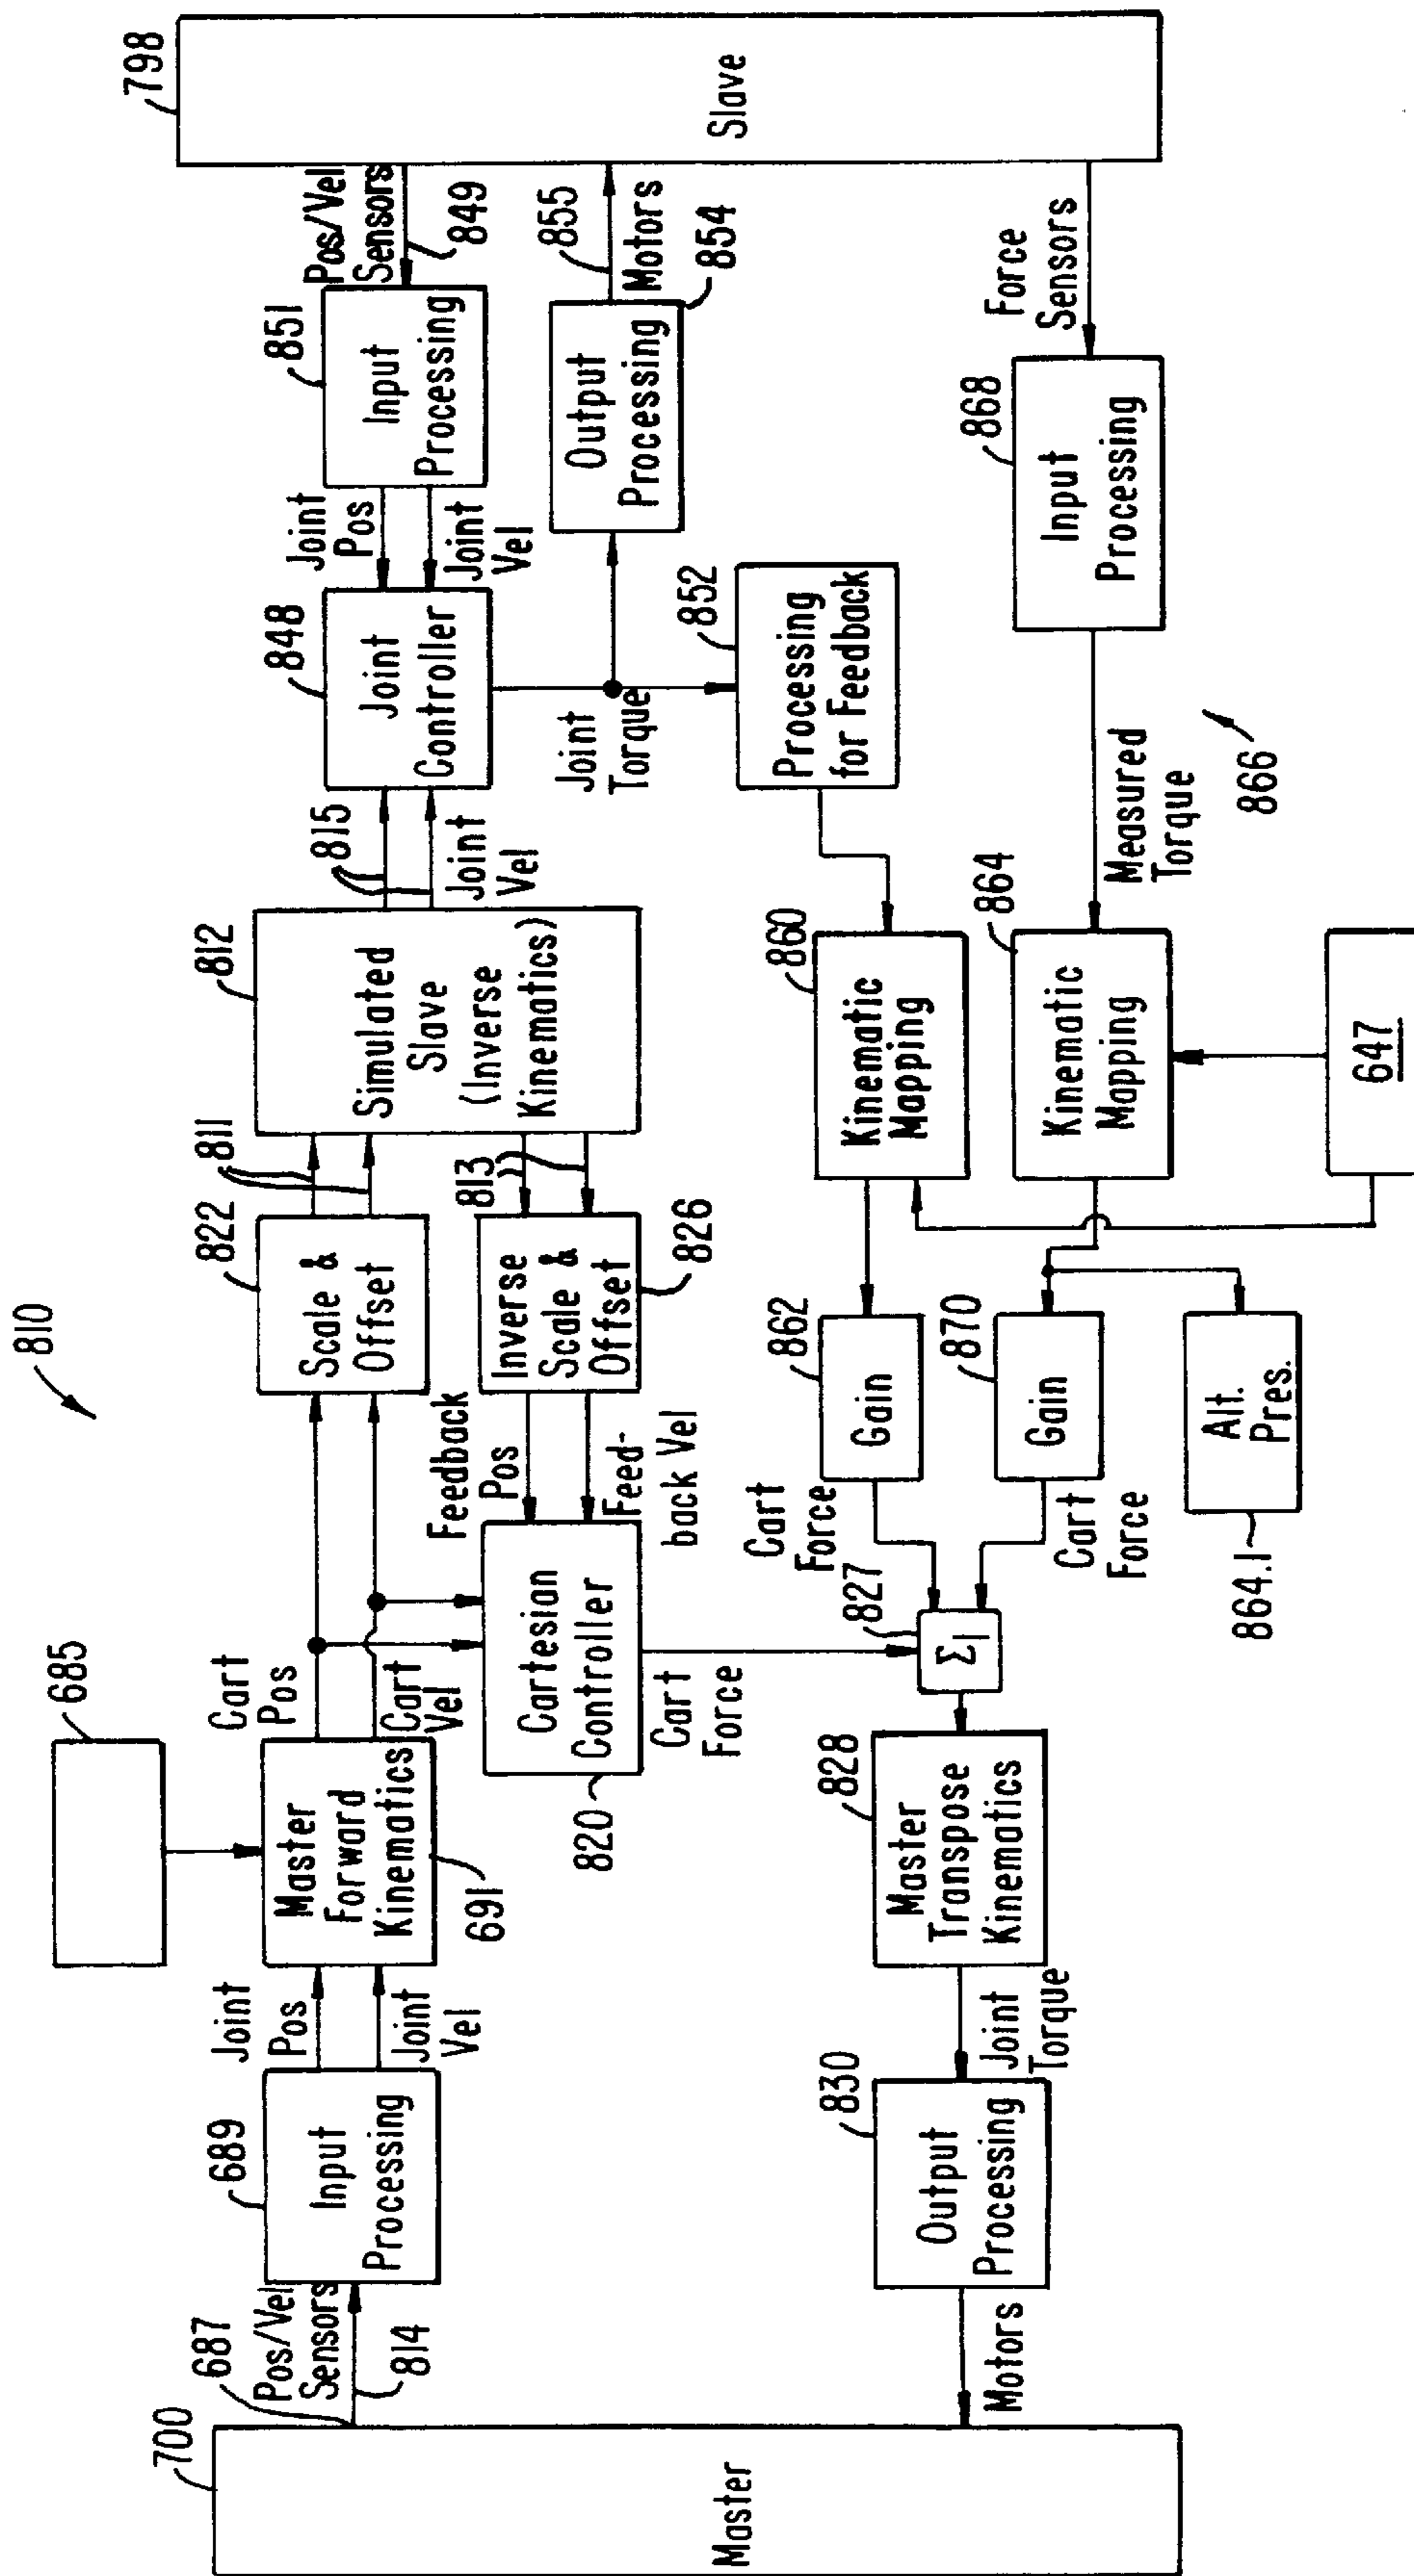 810
700
Master
687
Pos/Vel
Sensors
814
689
Input
Processing
Joint
Pos
Joint
Vel
685
Master
Forward
Kinematics
691
Cart
Pos
Cart
Vel
822
Scale &
Offset
811
812
Simulated
Slave
(Inverse
Kinematics)
815
Joint
Vel
848
Joint
Controller
Joint
Pos
Joint
Vel
851
Input
Processing
Pos/Vel
Sensors
849
798
Slave
820
Cartesian
Controller
Feedback
Pos
Feed-
back Vel
Inverse
Scale &
Offset
826
813
Joint
Torque
Output
Processing
854
855
Motors
852
Processing
for Feedback
Cart
Force
827
Σ
Cart
Force
862
Gain
860
Kinematic
Mapping
Cart
Force
870
Gain
864
Kinematic
Mapping
Measured
Torque
866
868
Input
Processing
Force
Sensors
864.1
Alt.
Pres.
647
828
Master
Transpose
Kinematics
Joint
Torque
830
Output
Processing
Motors